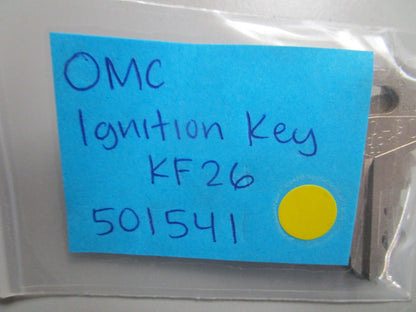 OMC
Ignition Key
KF26
501541